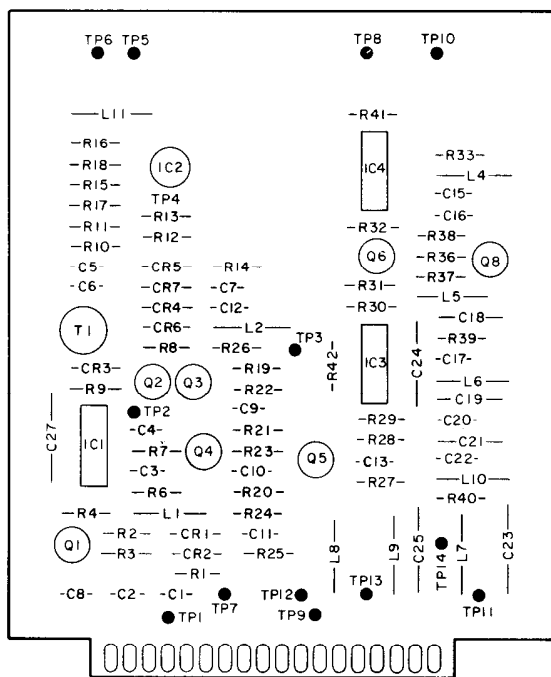 TP6 TP5 TP8 TP10
L11 R41
R16
R18 IC2 IC4 R33
R15 L4
R17 TP4 C15
R11 R13 C16
R10 R12 R32 R38
C5 CR5 R14 Q6 R36 Q8
C6 CR7 C7 R31 R37
CR4 C12 R30 L5
T1 CR6 L2 TP3 C18
R8 R26 R42 IC3 C24 R39
CR3 R19 C17
R9 Q2 Q3 R22 L6
TP2 C9 C19
C27 IC1 C4 R21 R29 C20
R7 Q4 R23 Q5 R28 C21
C3 C10 C13 C22
R6 R20 R27 L10
R4 L1 R24 R40
Q1 R2 CR1 C11 L8 L9 C25 TP14 L7 C23
R3 CR2 R25
R1
C8 C2 C1 TP7 TP12 TP13 TP11
TP1 TP9